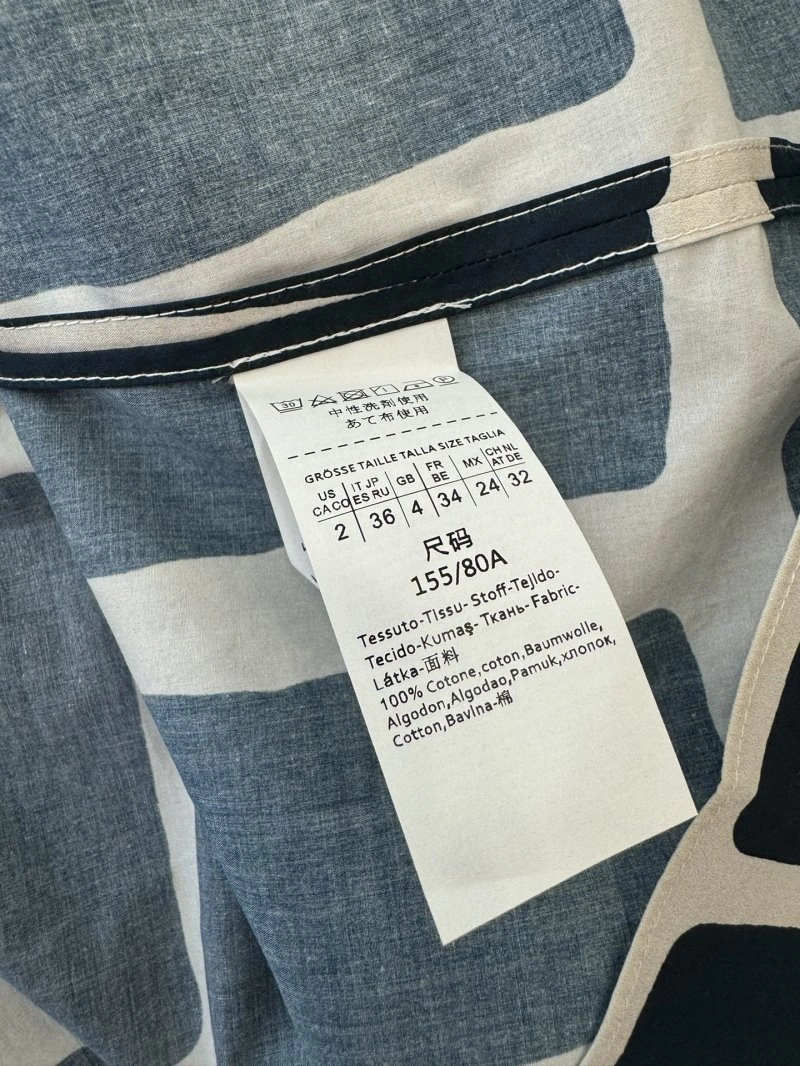 30
中性洗剤使用
あて布使用
GRÖSSE TAILLE TALLA SIZE TAGLIA
US IT JP GB FR MX CH NL
CA CO ES RU BE AT DE
2 36 4 34 24 32
尺码
155/80A
Tessuto-Tissu-Stoff-Tejido-
Tecido-Kumaş-Ткань-Fabric-
Látka-面料
100% Cotone,coton,Baumwolle,
Algodon,Algodao,Pamuk,хлопок,
Cotton,Bavlna-棉